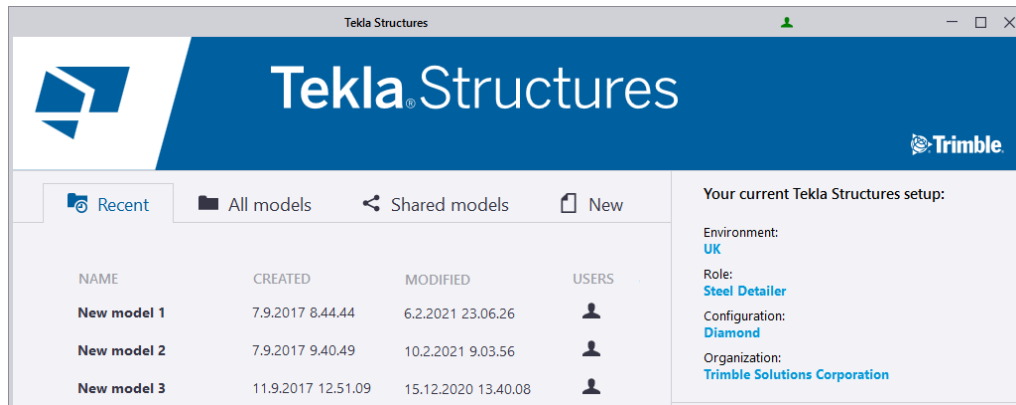 Tekla Structures
Tekla® Structures
Trimble.
Recent All models Shared models New
NAME CREATED MODIFIED USERS
New model 1 7.9.2017 8.44.44 6.2.2021 23.06.26
New model 2 7.9.2017 9.40.49 10.2.2021 9.03.56
New model 3 11.9.2017 12.51.09 15.12.2020 13.40.08
Your current Tekla Structures setup:
Environment:
UK
Role:
Steel Detailer
Configuration:
Diamond
Organization:
Trimble Solutions Corporation